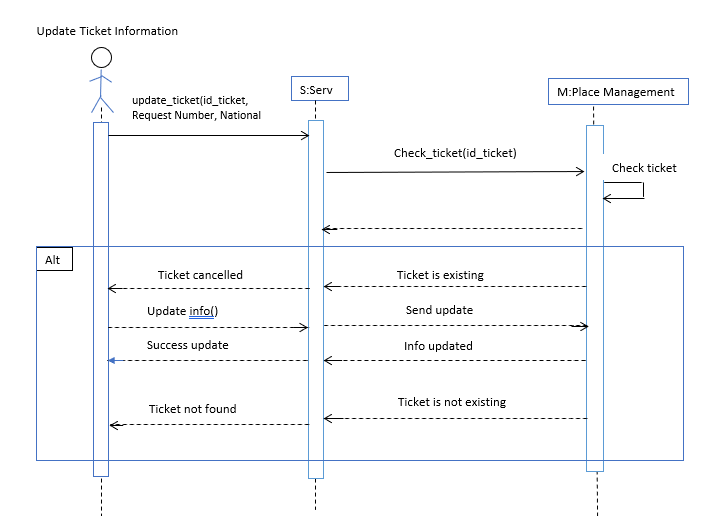 Update Ticket Information
S:Serv
M:Place Management
update_ticket(id_ticket,
Request Number, National
Check_ticket(id_ticket)
Check ticket
Alt
Ticket cancelled
Ticket is existing
Update info()
Send update
Success update
Info updated
Ticket not found
Ticket is not existing